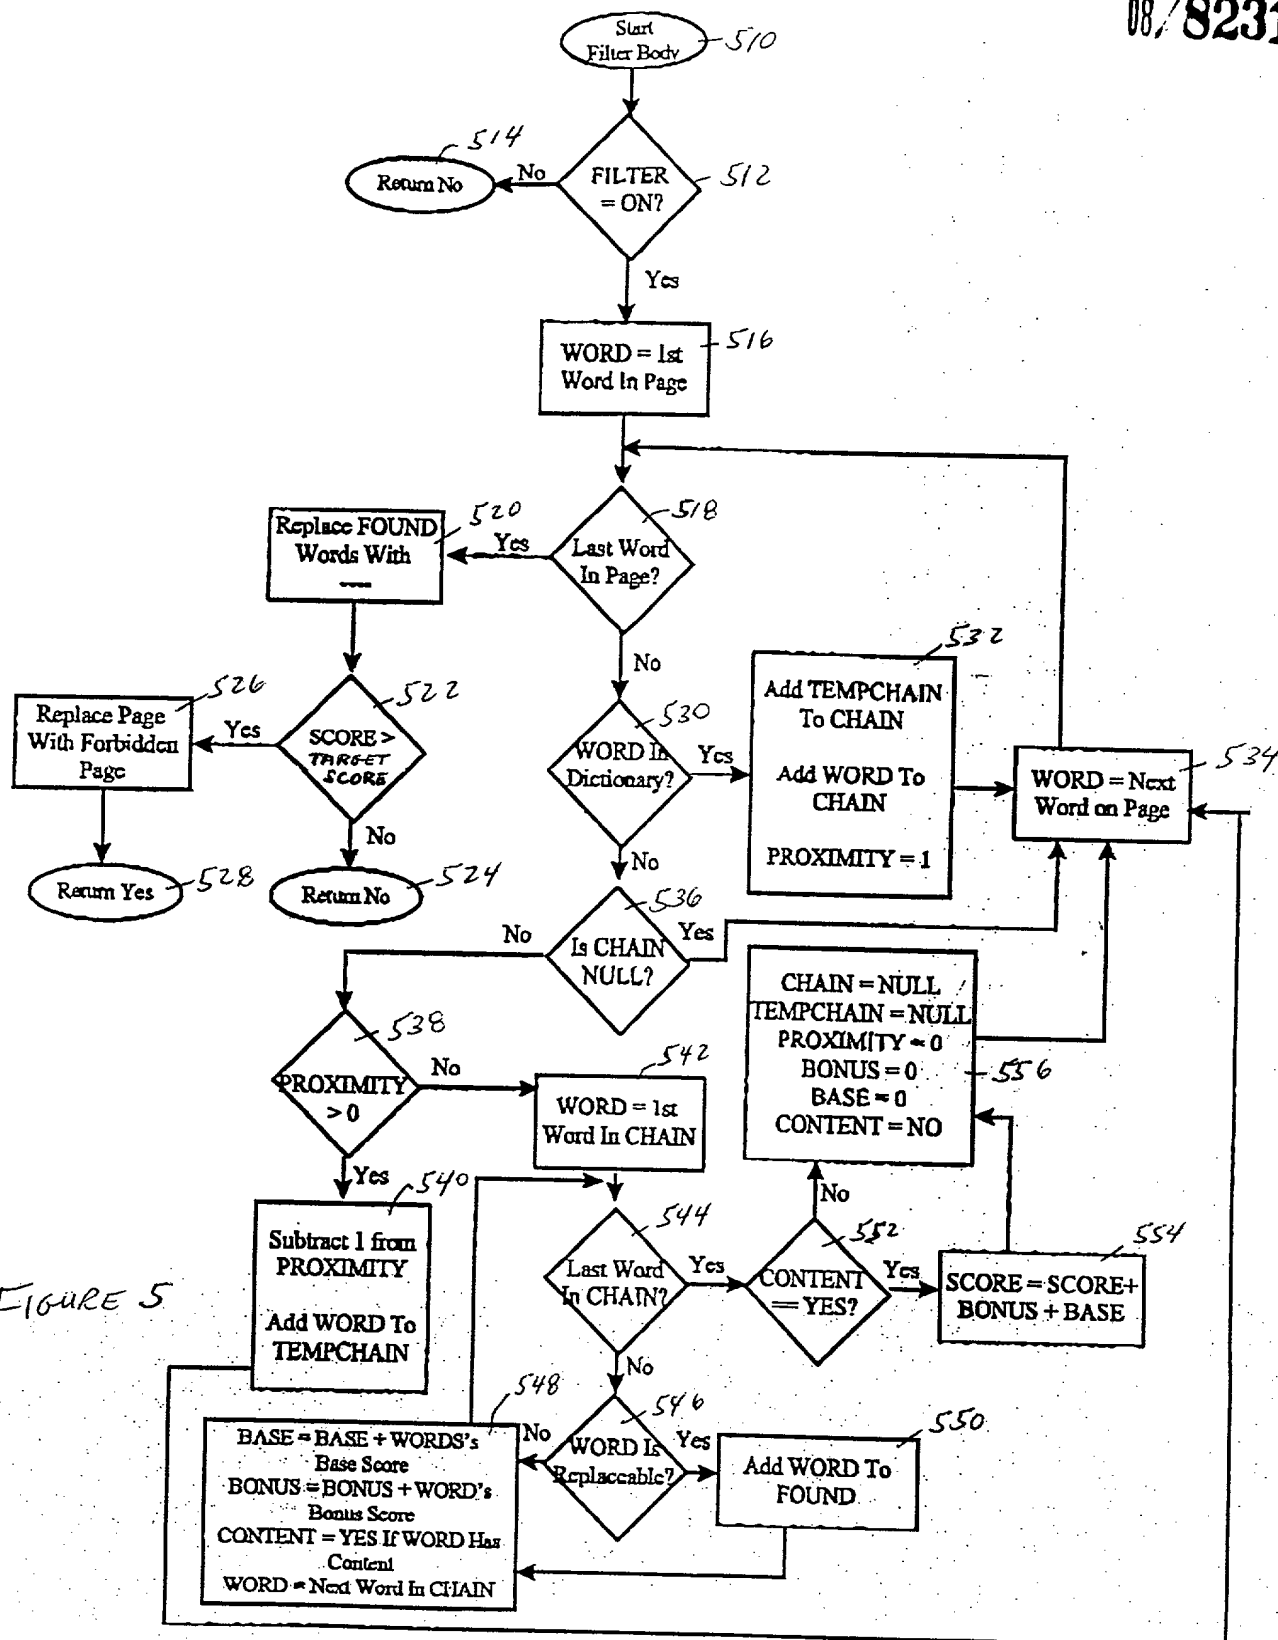 08/8231
Start
Filter Body
510
514
Return No
No
FILTER
= ON?
512
Yes
WORD = 1st
Word In Page
516
Replace FOUND
Words With
----
520
Yes
Last Word
In Page?
518
No
532
Add TEMPCHAIN
To CHAIN
Add WORD To
CHAIN
PROXIMITY = 1
526
Replace Page
With Forbidden
Page
Yes
SCORE >
TARGET
SCORE
522
530
WORD In
Dictionary?
Yes
WORD = Next
Word on Page
534
No
No
Return Yes
528
Return No
524
536
No
Is CHAIN
NULL?
Yes
CHAIN = NULL
TEMPCHAIN = NULL
PROXIMITY = 0
BONUS = 0
BASE = 0
CONTENT = NO
556
538
PROXIMITY
> 0
No
542
WORD = 1st
Word In CHAIN
Yes
540
Subtract 1 from
PROXIMITY
Add WORD To
TEMPCHAIN
No
544
Last Word
In CHAIN?
Yes
552
CONTENT
== YES?
Yes
554
SCORE = SCORE+
BONUS + BASE
FIGURE 5
No
548
BASE = BASE + WORDS's
Base Score
BONUS = BONUS + WORD's
Bonus Score
CONTENT = YES If WORD Has
Content
WORD = Next Word In CHAIN
No
546
WORD Is
Replaceable?
Yes
550
Add WORD To
FOUND